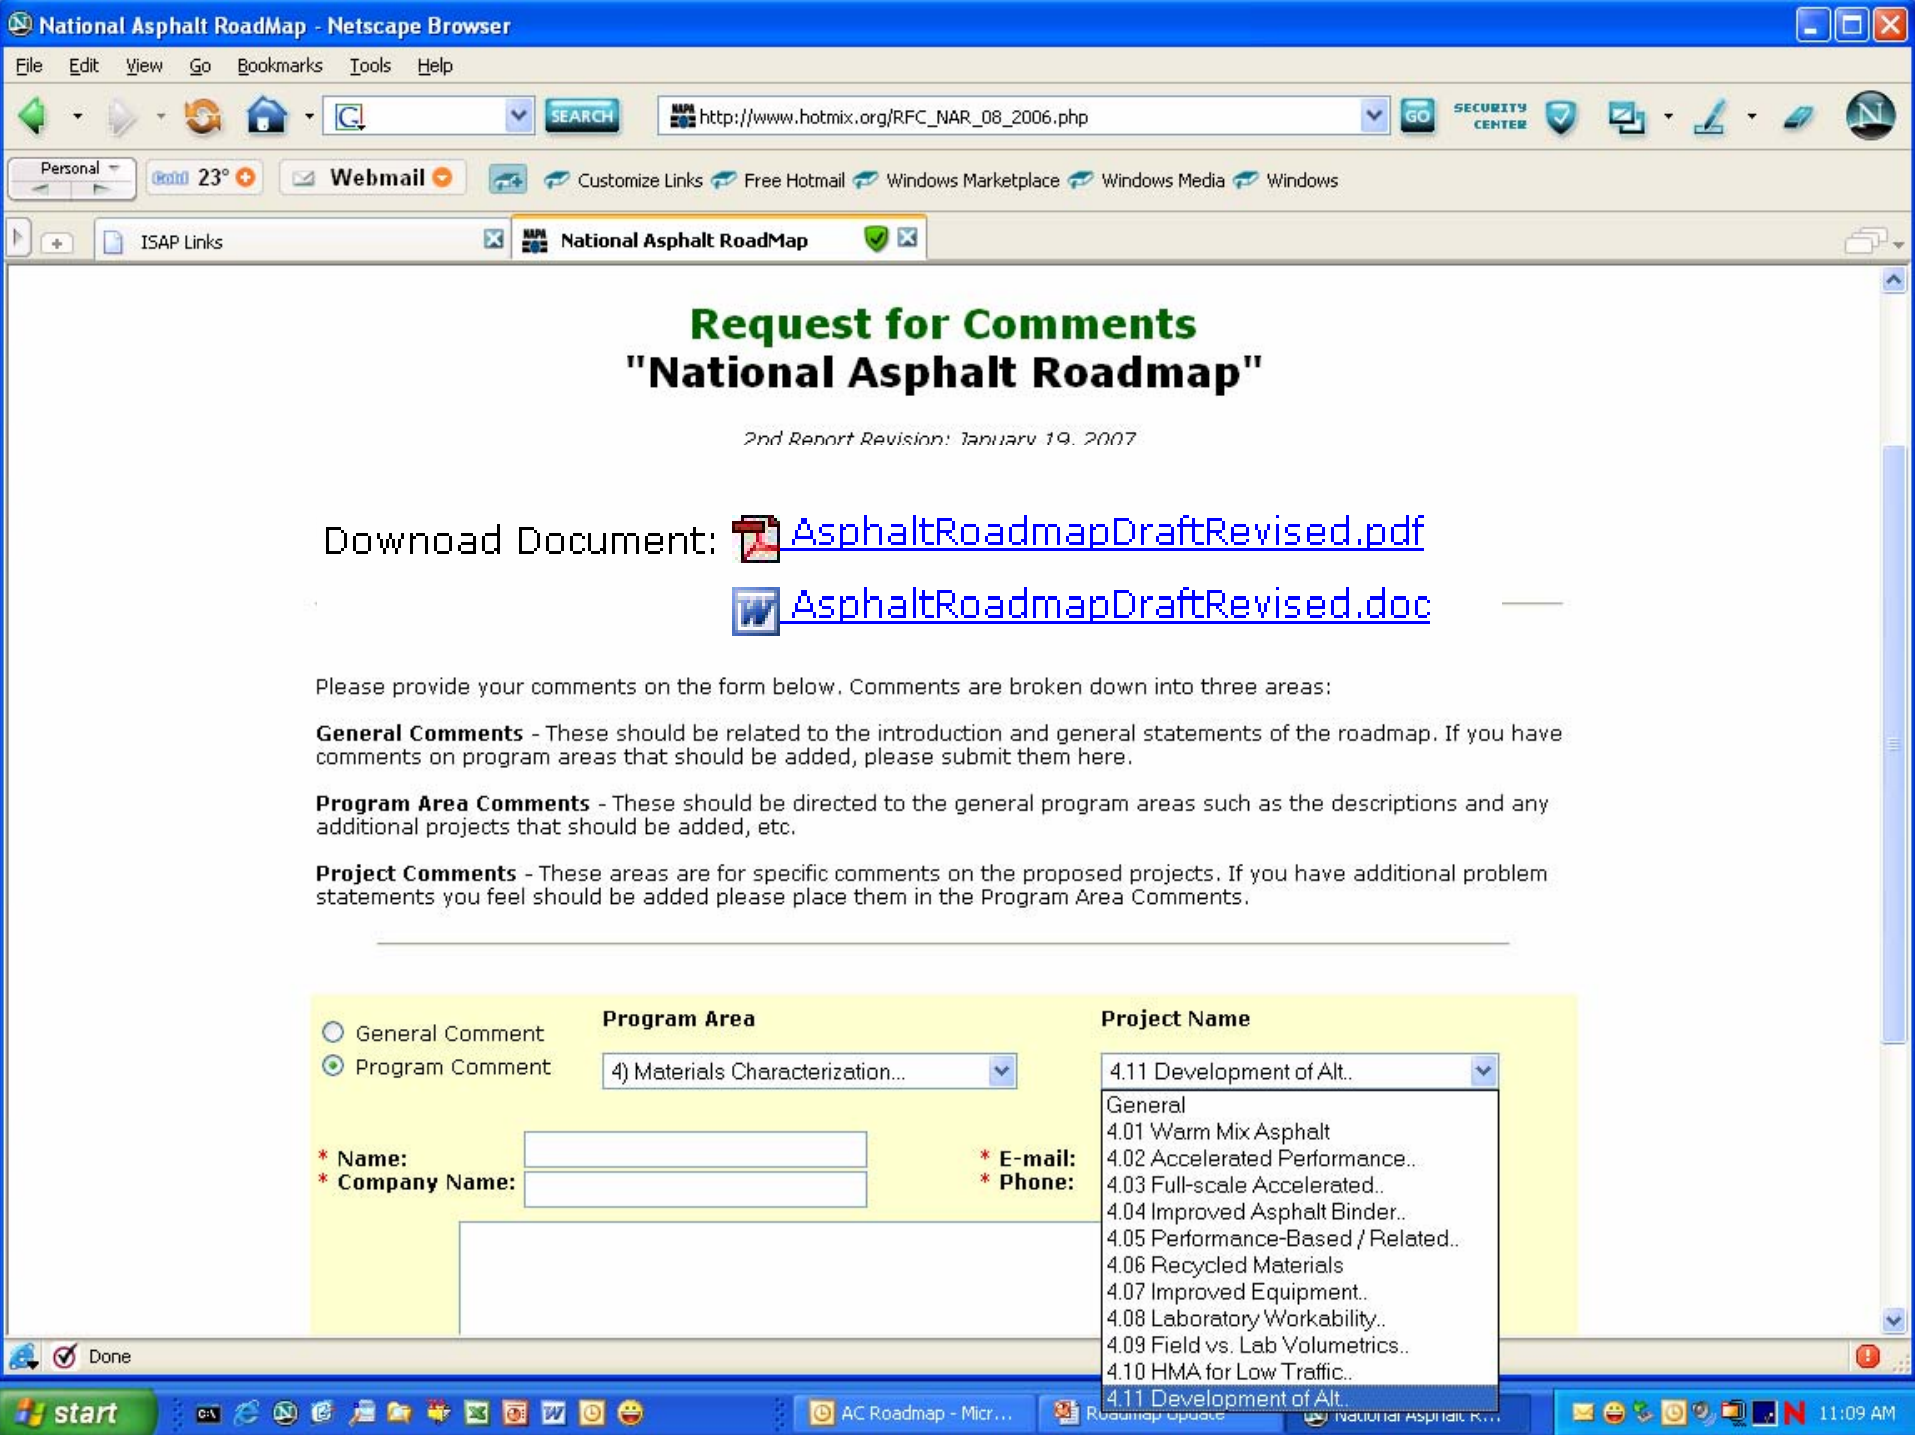 National Asphalt RoadMap - Netscape Browser
File Edit View Go Bookmarks Tools Help
SEARCH http://www.hotmix.org/RFC_NAR_08_2006.php GO SECURITY CENTER N
Personal Cold 23° Webmail Customize Links Free Hotmail Windows Marketplace Windows Media Windows
ISAP Links NAPA National Asphalt RoadMap
Request for Comments
"National Asphalt Roadmap"
2nd Report Revision: January 19, 2007
Downoad Document: AsphaltRoadmapDraftRevised.pdf
AsphaltRoadmapDraftRevised.doc
Please provide your comments on the form below. Comments are broken down into three areas:
General Comments - These should be related to the introduction and general statements of the roadmap. If you have
comments on program areas that should be added, please submit them here.
Program Area Comments - These should be directed to the general program areas such as the descriptions and any
additional projects that should be added, etc.
Project Comments - These areas are for specific comments on the proposed projects. If you have additional problem
statements you feel should be added please place them in the Program Area Comments.
General Comment
Program Comment
Program Area
4) Materials Characterization...
Project Name
4.11 Development of Alt..
General
4.01 Warm Mix Asphalt
4.02 Accelerated Performance..
4.03 Full-scale Accelerated..
4.04 Improved Asphalt Binder..
4.05 Performance-Based / Related..
4.06 Recycled Materials
4.07 Improved Equipment..
4.08 Laboratory Workability..
4.09 Field vs. Lab Volumetrics..
4.10 HMA for Low Traffic..
4.11 Development of Alt..
* Name:
* Company Name:
* E-mail:
* Phone:
Done
start AC Roadmap - Micr... Roadmap Update National Asphalt R... 11:09 AM